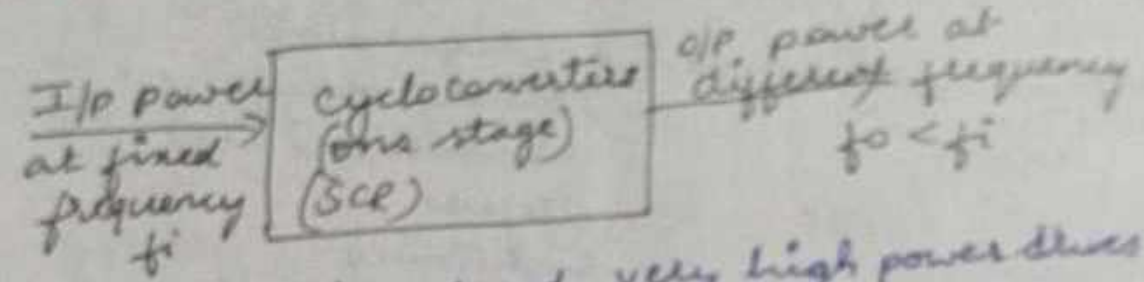 I/p power
at fixed
frequency
fi
cycloconverters
(one stage)
(SCR)
o/p power at
different frequency
fo < fi
very high power drives